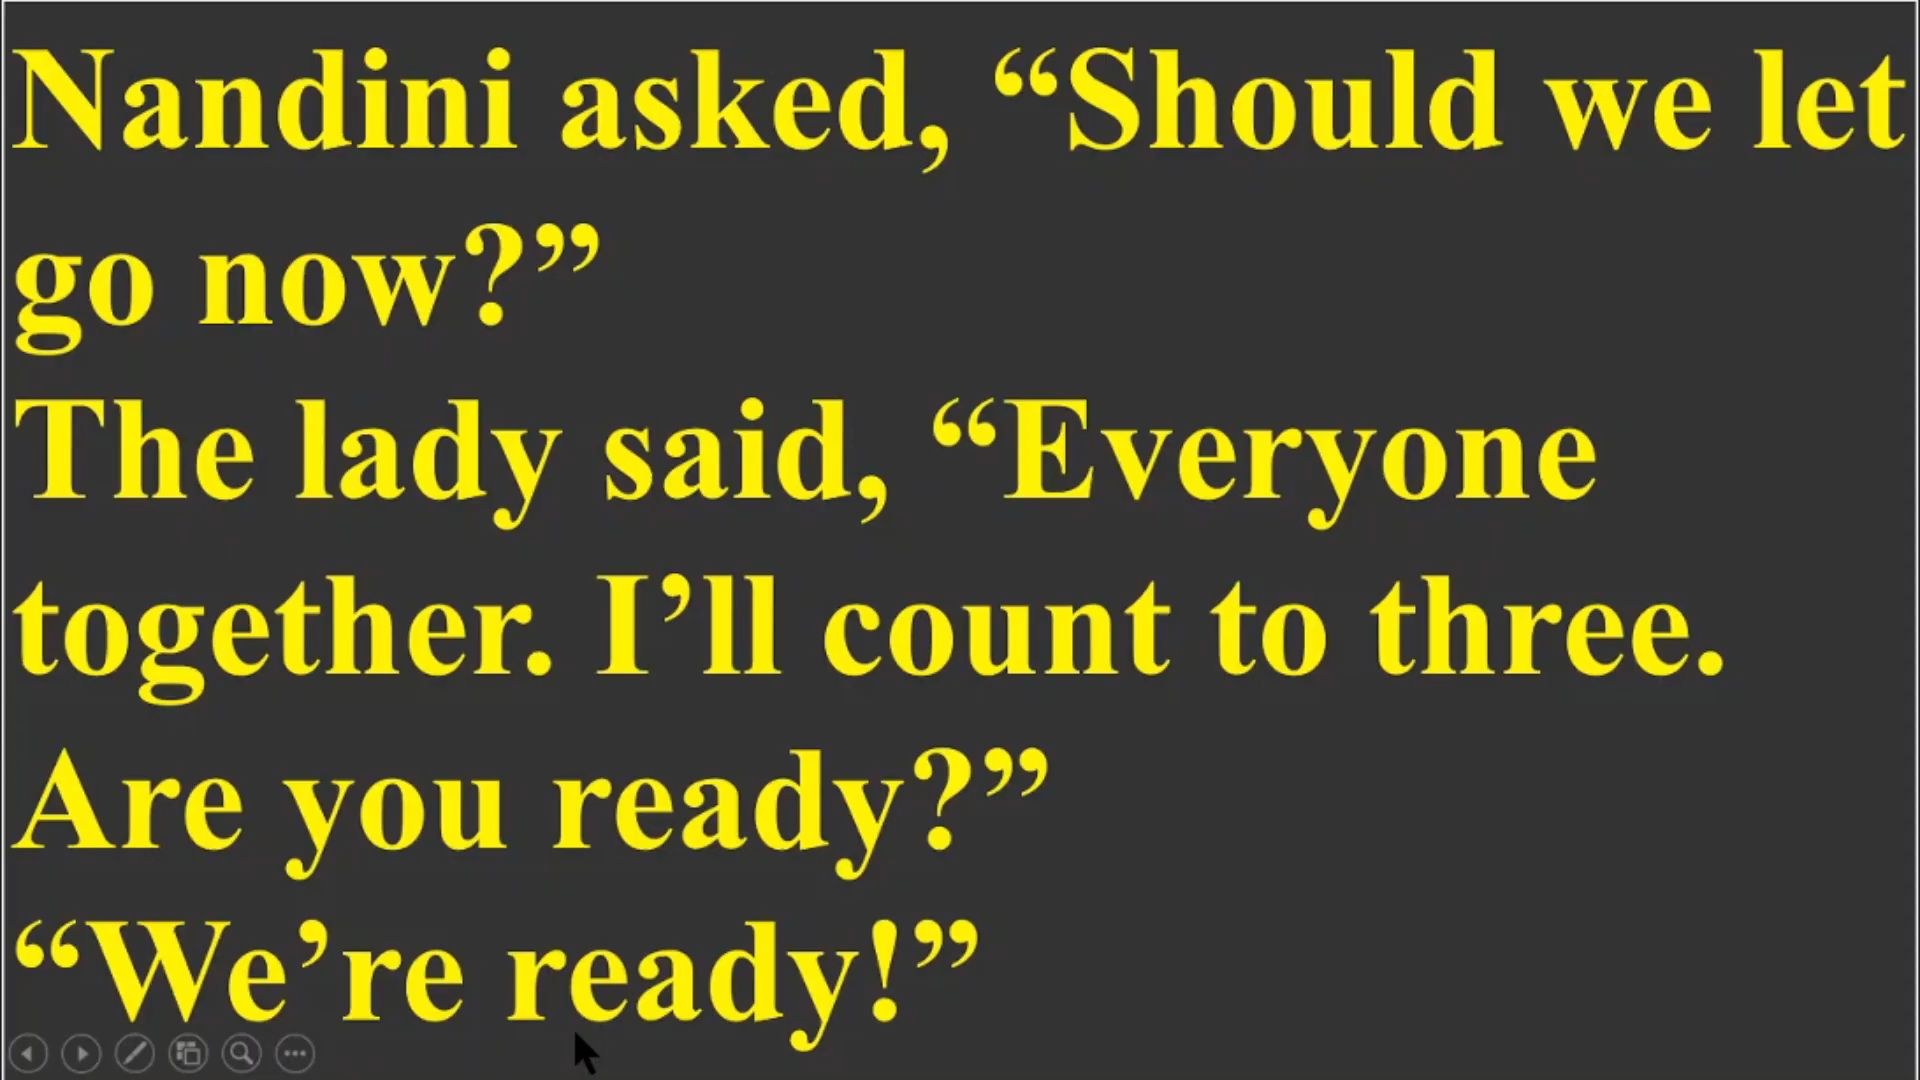 Nandini asked, “Should we let
go now?”
The lady said, “Everyone
together. I’ll count to three.
Are you ready?”
“We’re ready!”